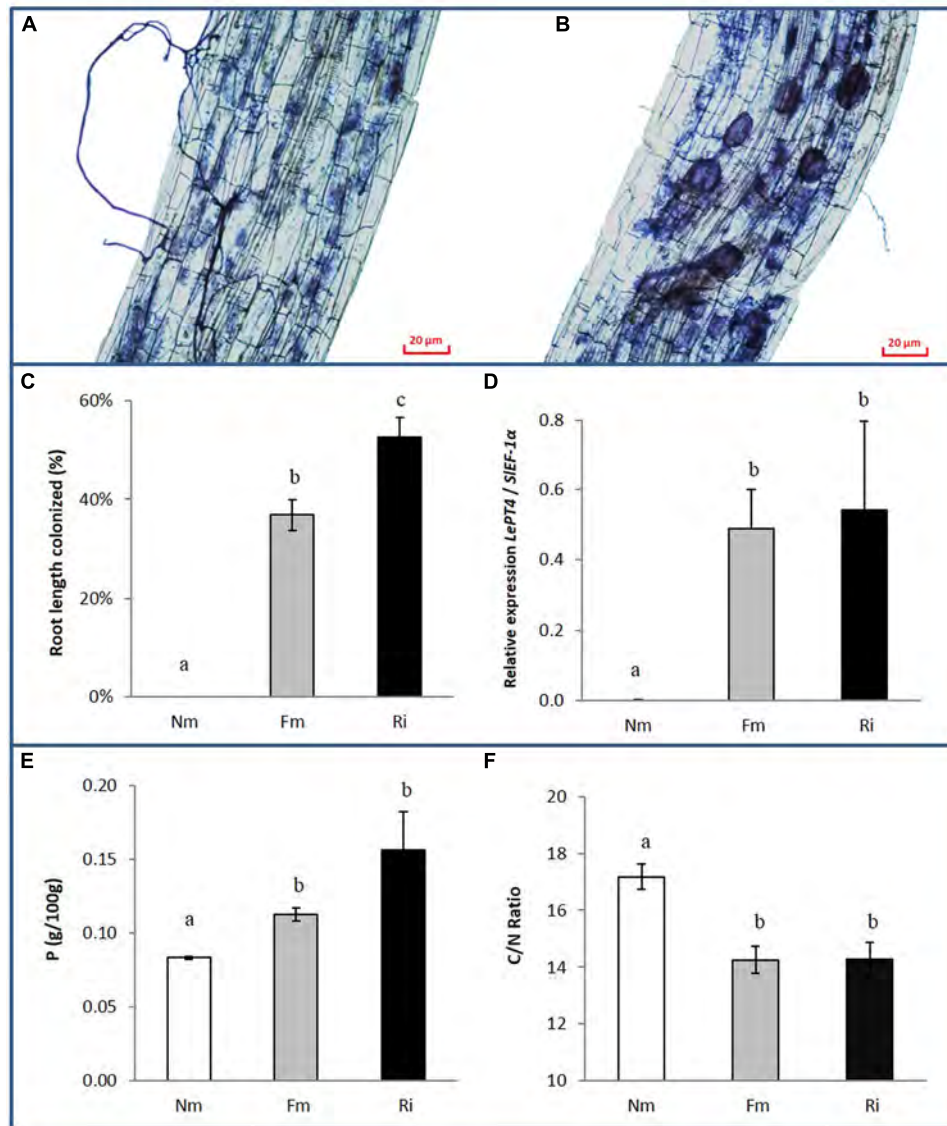 A
B
20 µm
20 µm
C
60%
40%
20%
0%
Root length colonized (%)
a
b
c
Nm Fm Ri
D
0.8
0.6
0.4
0.2
0.0
Relative expression LePT4 / SlEF-1α
a
b
b
Nm Fm Ri
E
0.20
0.15
0.10
0.05
0.00
P (g/100g)
a
b
b
Nm Fm Ri
F
20
18
16
14
12
10
C/N Ratio
a
b
b
Nm Fm Ri